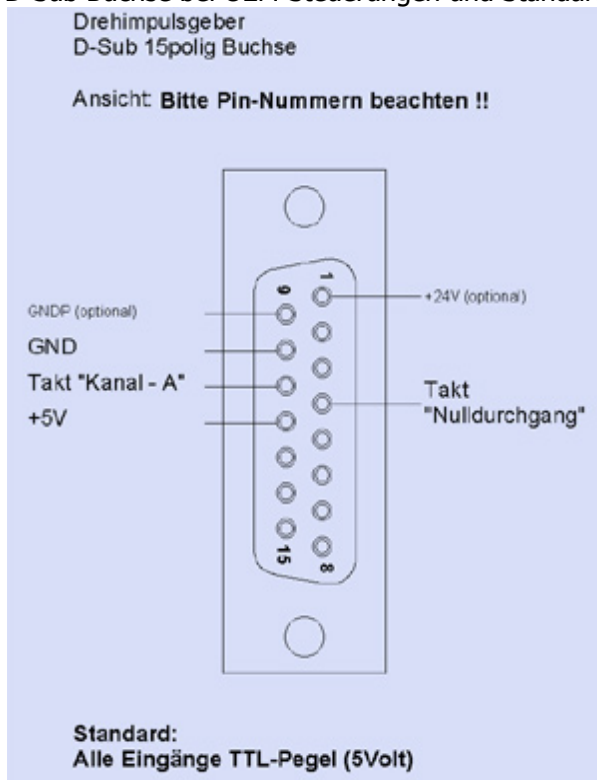 Drehimpulsgeber
D-Sub 15polig Buchse
Ansicht: Bitte Pin-Nummern beachten !!
9
1
GNDP (optional)
+24V (optional)
GND
Takt "Kanal - A"
Takt
"Nulldurchgang"
+5V
15
8
Standard:
Alle Eingänge TTL-Pegel (5Volt)